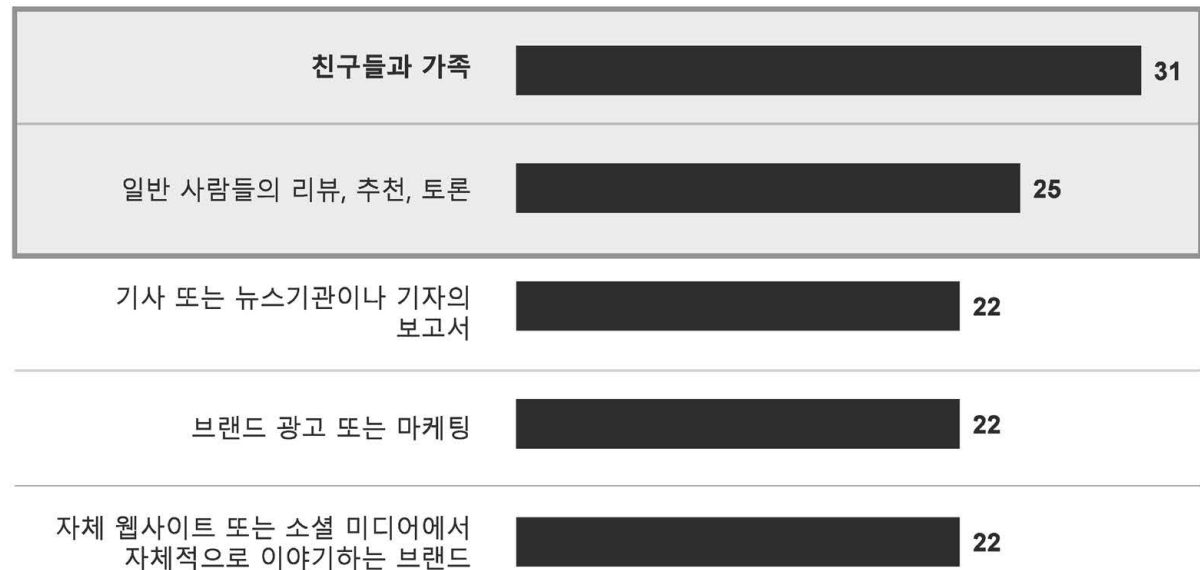 친구들과 가족
31
일반 사람들의 리뷰, 추천, 토론
25
기사 또는 뉴스기관이나 기자의
보고서
22
브랜드 광고 또는 마케팅
22
자체 웹사이트 또는 소셜 미디어에서
자체적으로 이야기하는 브랜드
22